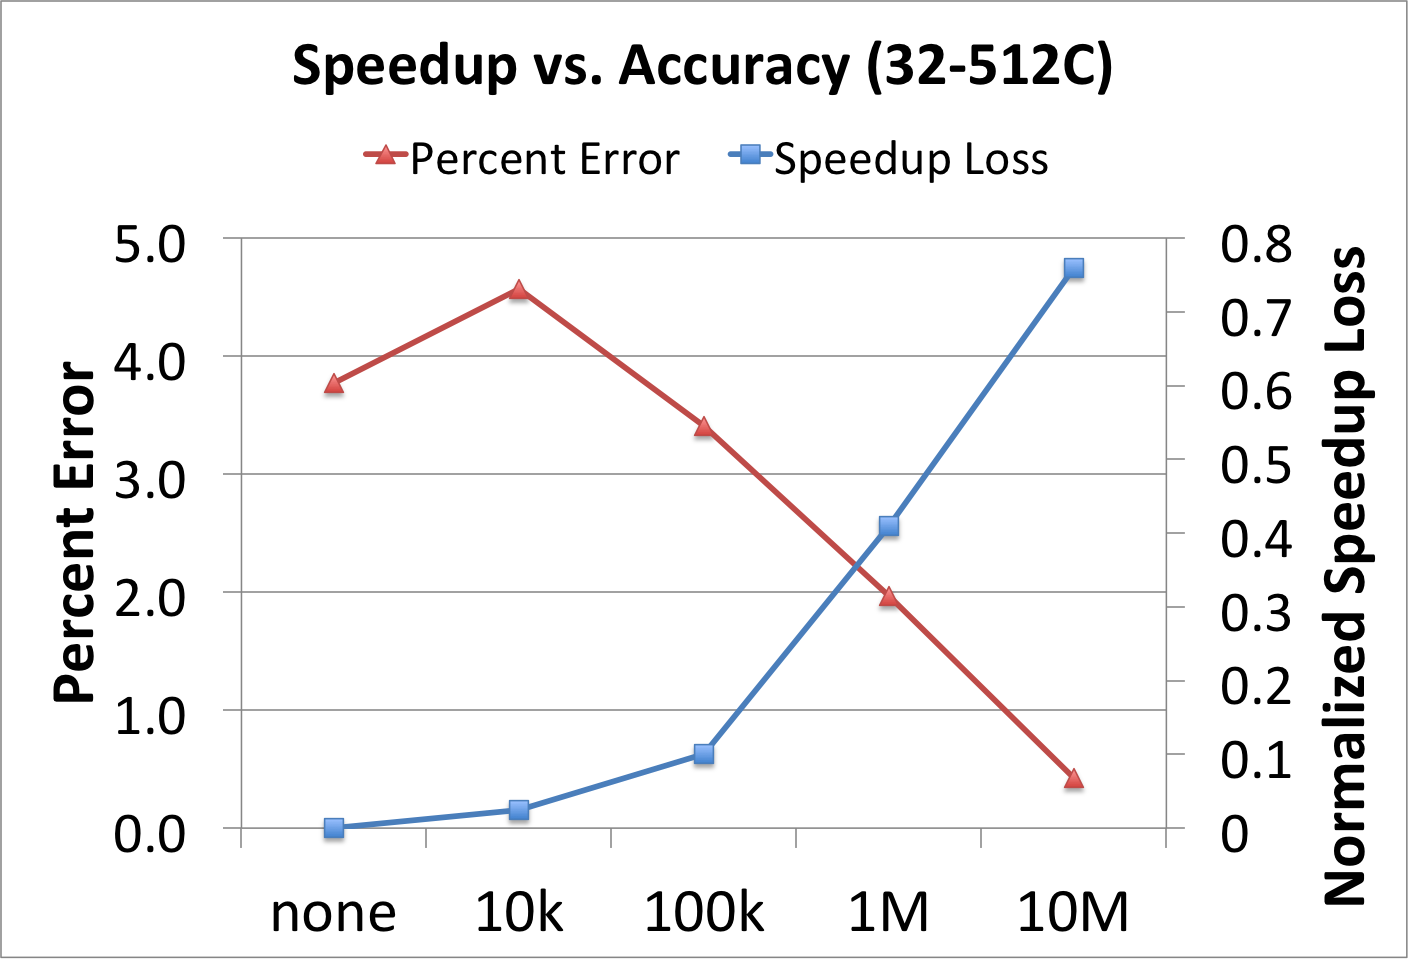 Speedup vs. Accuracy (32-512C)
Percent Error
Speedup Loss
5.0
4.0
3.0
2.0
1.0
0.0
Percent Error
0.8
0.7
0.6
0.5
0.4
0.3
0.2
0.1
0
Normalized Speedup Loss
none 10k 100k 1M 10M